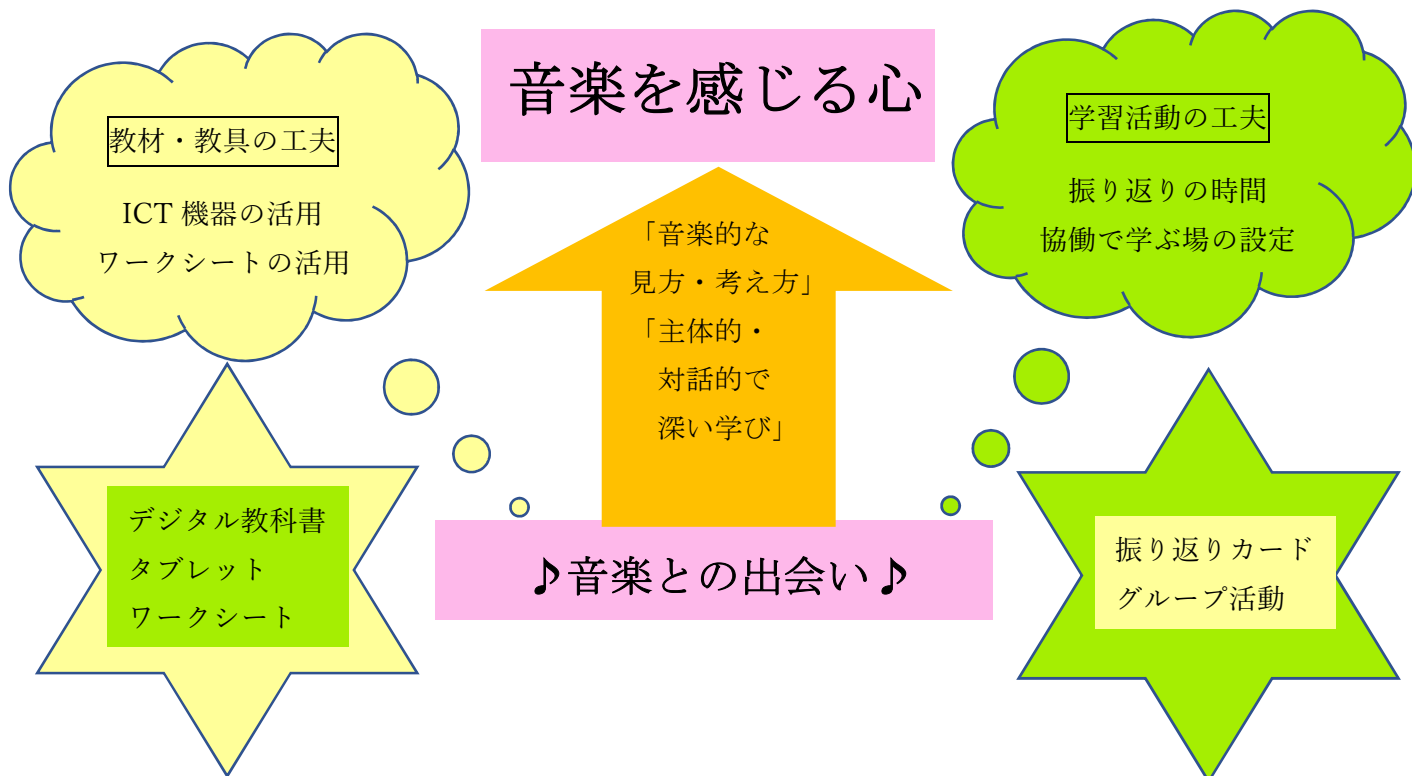 音楽を感じる心
教材・教具の工夫
ICT 機器の活用
ワークシートの活用
学習活動の工夫
振り返りの時間
協働で学ぶ場の設定
「音楽的な
見方・考え方」
「主体的・
対話的で
深い学び」
デジタル教科書
タブレット
ワークシート
♪音楽との出会い♪
振り返りカード
グループ活動